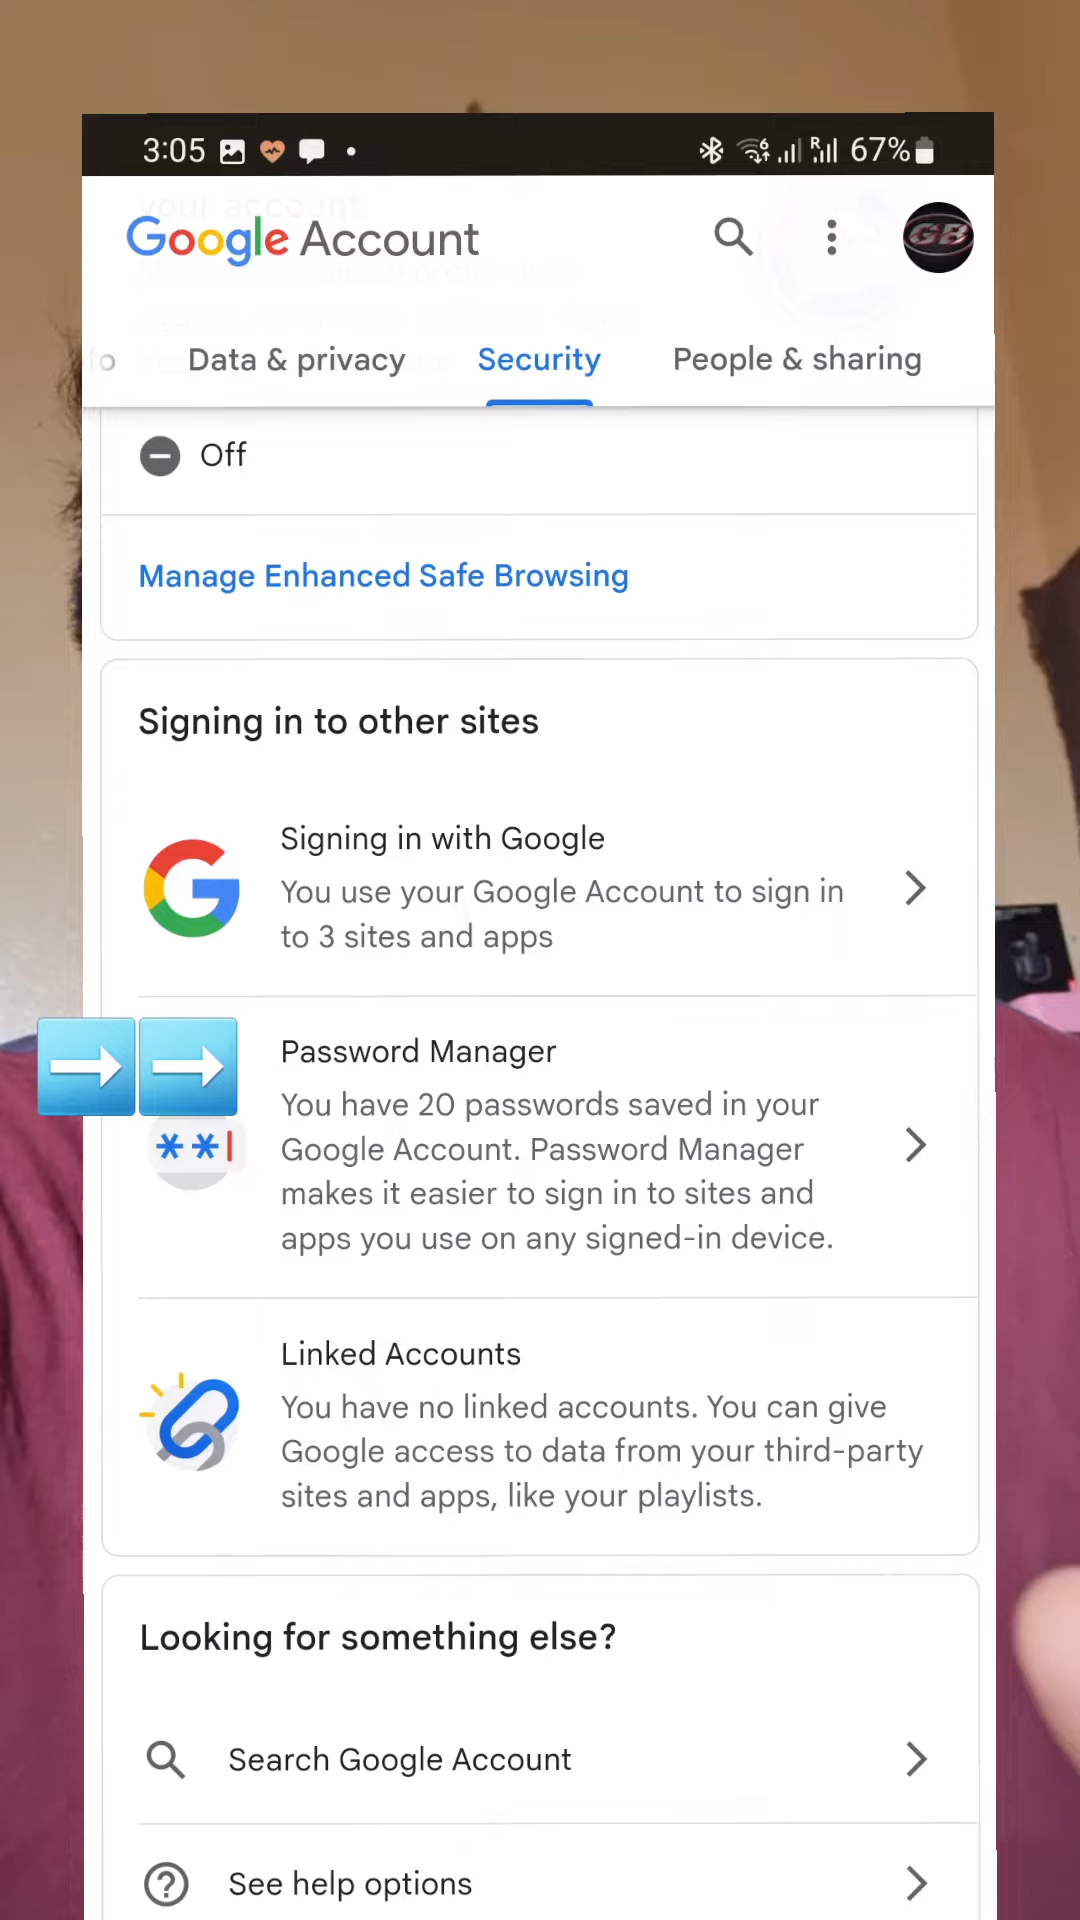 3:05
67%
your account
Google Account
GB
fo Data & privacy Security People & sharing
Off
Manage Enhanced Safe Browsing
Signing in to other sites
Signing in with Google
You use your Google Account to sign in
to 3 sites and apps
Password Manager
You have 20 passwords saved in your
Google Account. Password Manager
makes it easier to sign in to sites and
apps you use on any signed-in device.
Linked Accounts
You have no linked accounts. You can give
Google access to data from your third-party
sites and apps, like your playlists.
Looking for something else?
Search Google Account
See help options